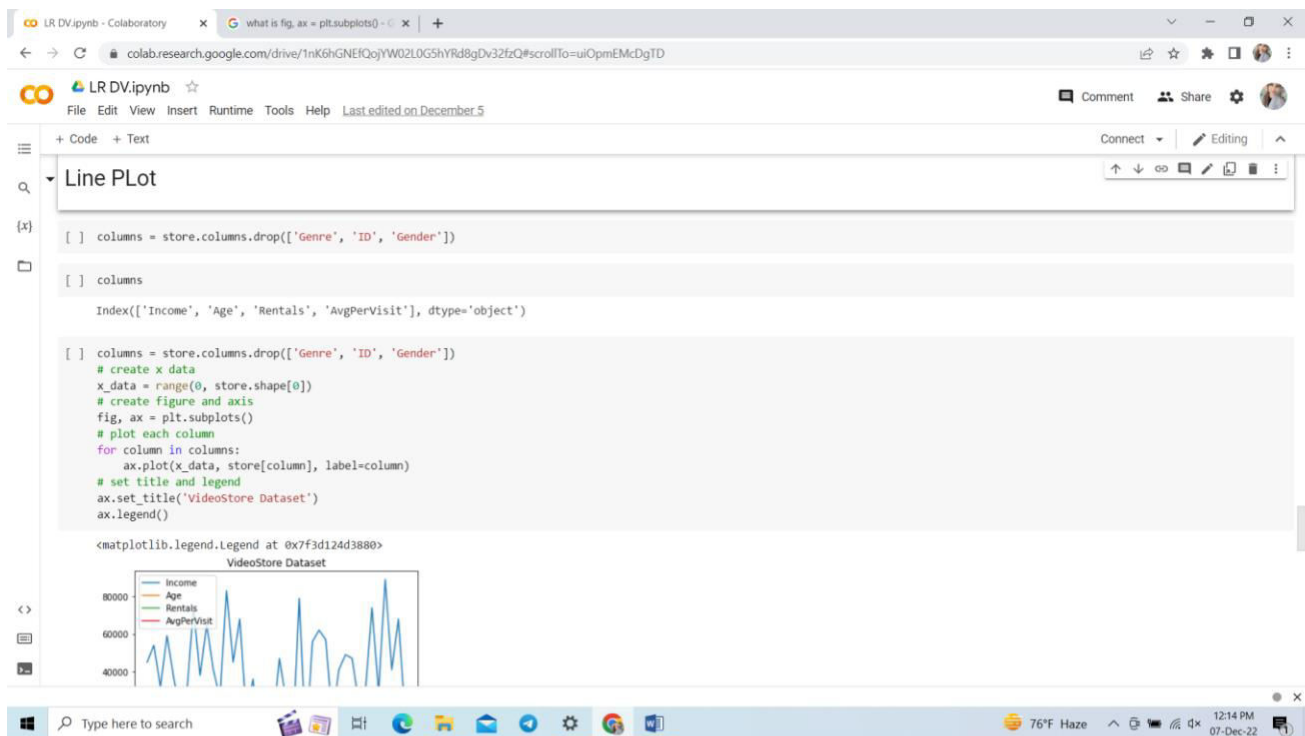 LR DV.ipynb - Colaboratory
what is fig, ax = plt.subplots() - G
colab.research.google.com/drive/1nK6hGNEfQojYW02L0G5hYRd8gDv32fzQ#scrollTo=uiOpmEMcDgTD
LR DV.ipynb
Comment Share
File Edit View Insert Runtime Tools Help Last edited on December 5
+ Code + Text
Connect Editing
Line PLot
{x}
[ ] columns = store.columns.drop(['Genre', 'ID', 'Gender'])
[ ] columns
Index(['Income', 'Age', 'Rentals', 'AvgPerVisit'], dtype='object')
[ ] columns = store.columns.drop(['Genre', 'ID', 'Gender'])
# create x data
x_data = range(0, store.shape[0])
# create figure and axis
fig, ax = plt.subplots()
# plot each column
for column in columns:
ax.plot(x_data, store[column], label=column)
# set title and legend
ax.set_title('VideoStore Dataset')
ax.legend()
<matplotlib.legend.Legend at 0x7f3d124d3880>
VideoStore Dataset
Income
Age
Rentals
AvgPerVisit
80000
60000
40000
Type here to search
76°F Haze
12:14 PM
07-Dec-22